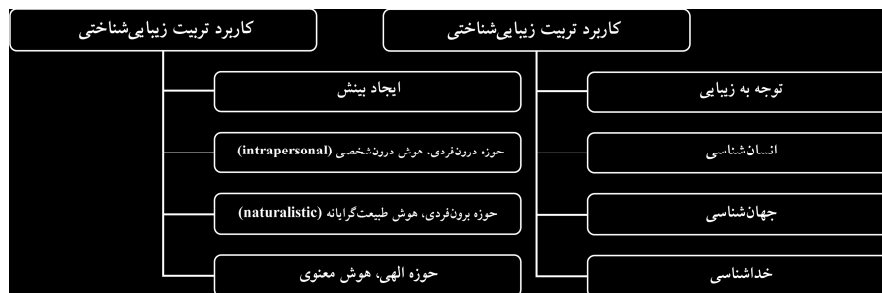 کاربرد تربیت زیبایی‌شناختی
توجه به زیبایی
انسان‌شناسی
جهان‌شناسی
خداشناسی
کاربرد تربیت زیبایی‌شناختی
ایجاد بینش
حوزه درون‌فردی، هوش درون‌شخصی (intrapersonal)
حوزه برون‌فردی، هوش طبیعت‌گرایانه (naturalistic)
حوزه الهی، هوش معنوی